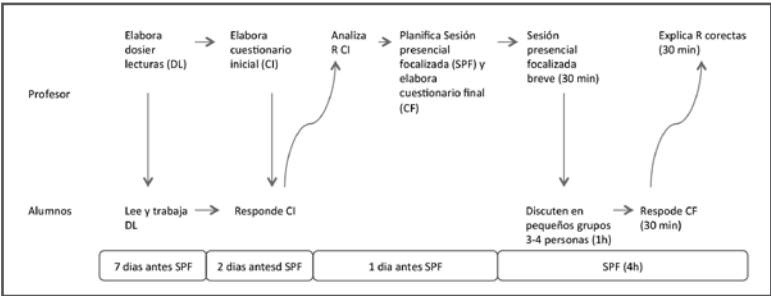 Elabora
dosier
lecturas (DL)
Elabora
cuestionario
inicial (CI)
Analiza
R CI
Planifica Sesión
presencial
focalizada (SPF) y
elabora
cuestionario final
(CF)
Sesión
presencial
focalizada
breve (30 min)
Explica R corectas
(30 min)
Profesor
Alumnos
Lee y trabaja
DL
Responde CI
Discuten en
pequeños grupos
3-4 personas (1h)
Respode CF
(30 min)
7 dias antes SPF
2 dias antesd SPF
1 dia antes SPF
SPF (4h)